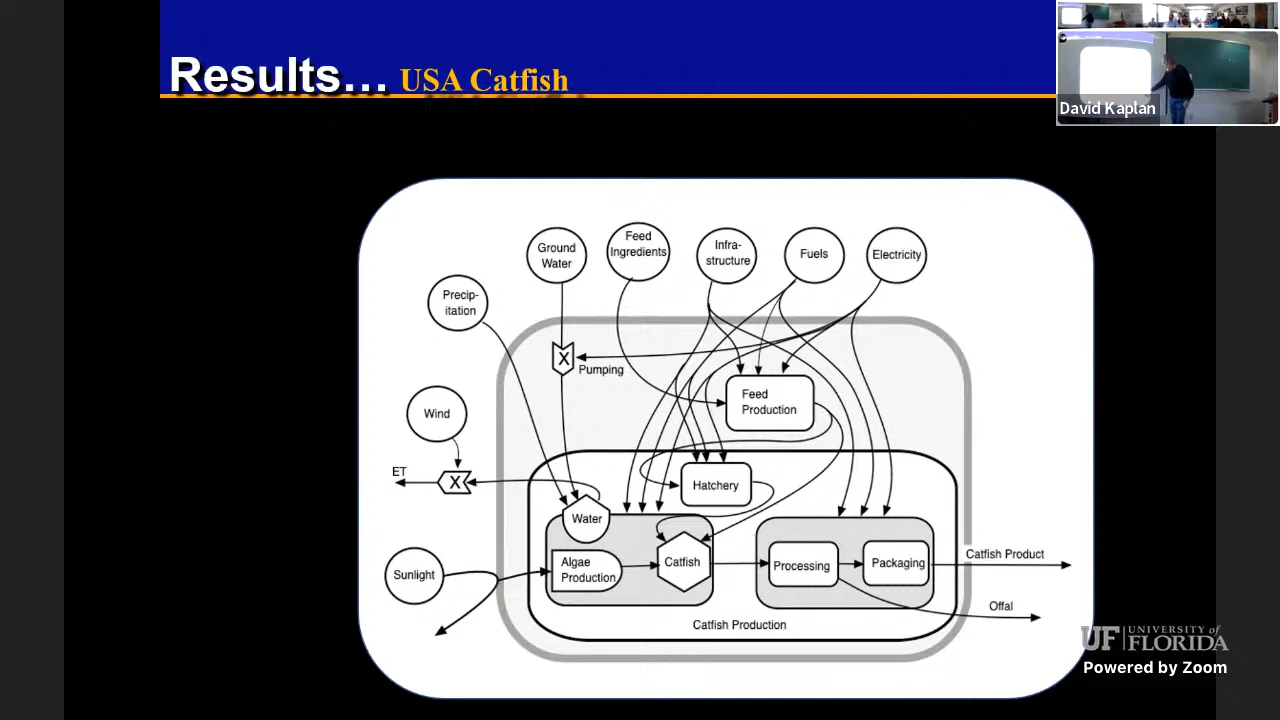 Results... USA Catfish
David Kaplan
Ground
Water
Feed
Ingredients
Infra-
structure
Fuels
Electricity
Precip-
itation
X
Pumping
Feed
Production
Wind
ET
X
Hatchery
Water
Sunlight
Algae
Production
Catfish
Processing
Packaging
Catfish Product
Offal
Catfish Production
UF UNIVERSITY of
FLORIDA
Powered by Zoom